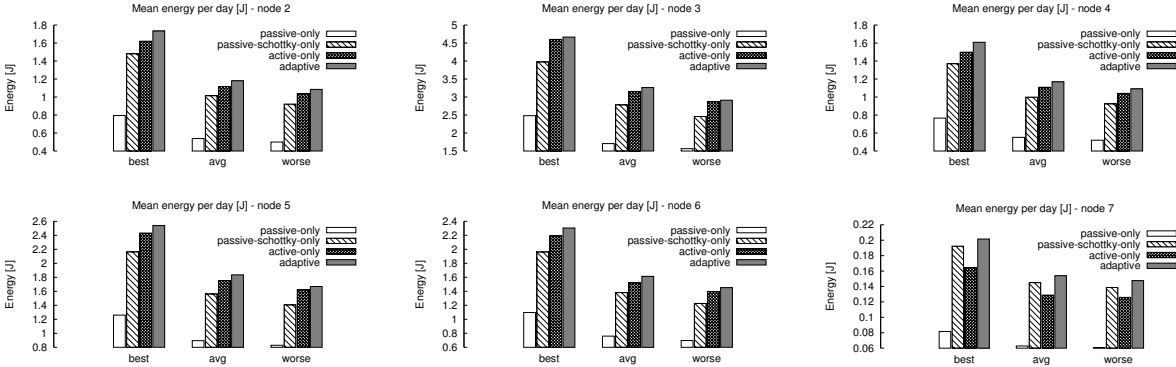 Mean energy per day [J] - node 2
Energy [J]
1.8
1.6
1.4
1.2
1
0.8
0.6
0.4
passive-only
passive-schottky-only
active-only
adaptive
best avg worse
Mean energy per day [J] - node 3
Energy [J]
5
4.5
4
3.5
3
2.5
2
1.5
passive-only
passive-schottky-only
active-only
adaptive
best avg worse
Mean energy per day [J] - node 4
Energy [J]
1.8
1.6
1.4
1.2
1
0.8
0.6
0.4
passive-only
passive-schottky-only
active-only
adaptive
best avg worse
Mean energy per day [J] - node 5
Energy [J]
2.6
2.4
2.2
2
1.8
1.6
1.4
1.2
1
0.8
passive-only
passive-schottky-only
active-only
adaptive
best avg worse
Mean energy per day [J] - node 6
Energy [J]
2.4
2.2
2
1.8
1.6
1.4
1.2
1
0.8
0.6
passive-only
passive-schottky-only
active-only
adaptive
best avg worse
Mean energy per day [J] - node 7
Energy [J]
0.22
0.2
0.18
0.16
0.14
0.12
0.1
0.08
0.06
passive-only
passive-schottky-only
active-only
adaptive
best avg worse